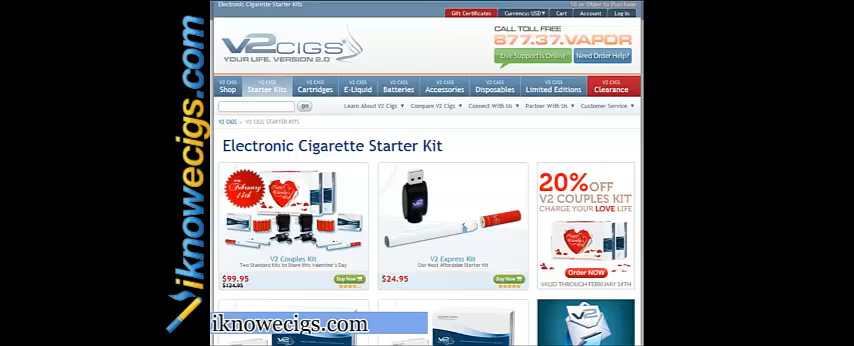 Electronic Cigarette Starter Kits
18 or Older to Purchase
Gift Certificates Currency: USD Cart Account Log In
V2CIGS
YOUR LIFE. VERSION 2.0
CALL TOLL FREE
877.37.VAPOR
Live Support is Online Need Order Help?
V2 CIGS Shop
V2 CIGS Starter Kits
V2 CIGS Cartridges
V2 CIGS E-Liquid
V2 CIGS Batteries
V2 CIGS Accessories
V2 CIGS Disposables
V2 CIGS Limited Editions
V2 CIGS Clearance
GO
Learn About V2 Cigs Compare V2 Cigs Connect With Us Partner With Us Customer Service
V2 CIGS V2 CIGS STARTER KITS
Electronic Cigarette Starter Kit
February 14th
V2 Couples Kit
Two Standard Kits to Share this Valentine's Day
$99.95
$124.95
Buy Now
V2
V2 Express Kit
Our Most Affordable Starter Kit
$24.95
Buy Now
20% OFF
V2 COUPLES KIT
CHARGE YOUR LOVE LIFE
Order NOW
VALID THROUGH FEBRUARY 14TH
V2
iknowecigs.com
iknowecigs.com